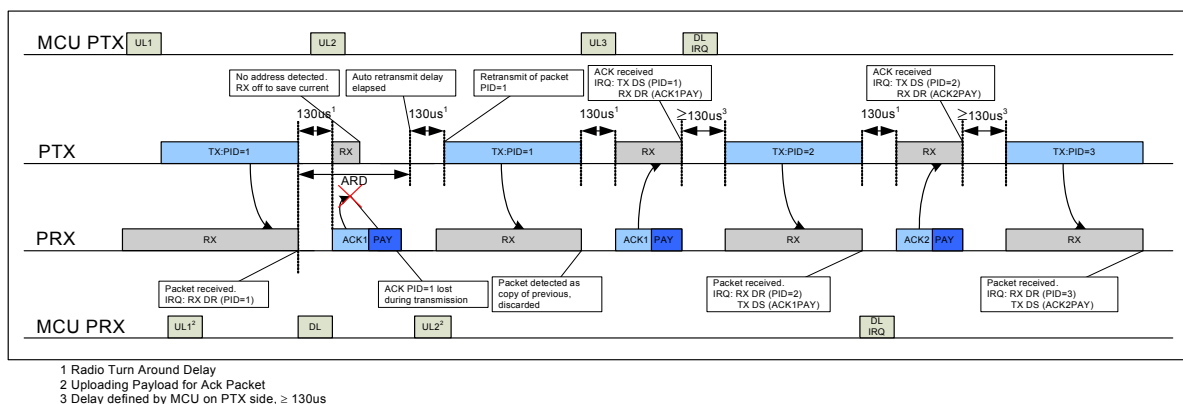 MCU PTX
UL1
UL2
UL3
DL
IRQ
No address detected.
RX off to save current
Auto retransmit delay
elapsed
Retransmit of packet
PID=1
ACK received
IRQ: TX DS (PID=1)
RX DR (ACK1PAY)
ACK received
IRQ: TX DS (PID=2)
RX DR (ACK2PAY)
130us1
130us1
130us1
≥130us3
130us1
≥130us3
PTX
TX:PID=1
RX
TX:PID=1
RX
TX:PID=2
RX
TX:PID=3
ARD
PRX
RX
ACK1
PAY
RX
ACK1
PAY
RX
ACK2
PAY
RX
Packet received.
IRQ: RX DR (PID=1)
ACK PID=1 lost
during transmission
Packet detected as
copy of previous,
discarded
Packet received.
IRQ: RX DR (PID=2)
TX DS (ACK1PAY)
Packet received.
IRQ: RX DR (PID=3)
TX DS (ACK2PAY)
MCU PRX
UL12
DL
UL22
DL
IRQ
1 Radio Turn Around Delay
2 Uploading Payload for Ack Packet
3 Delay defined by MCU on PTX side, ≥ 130us